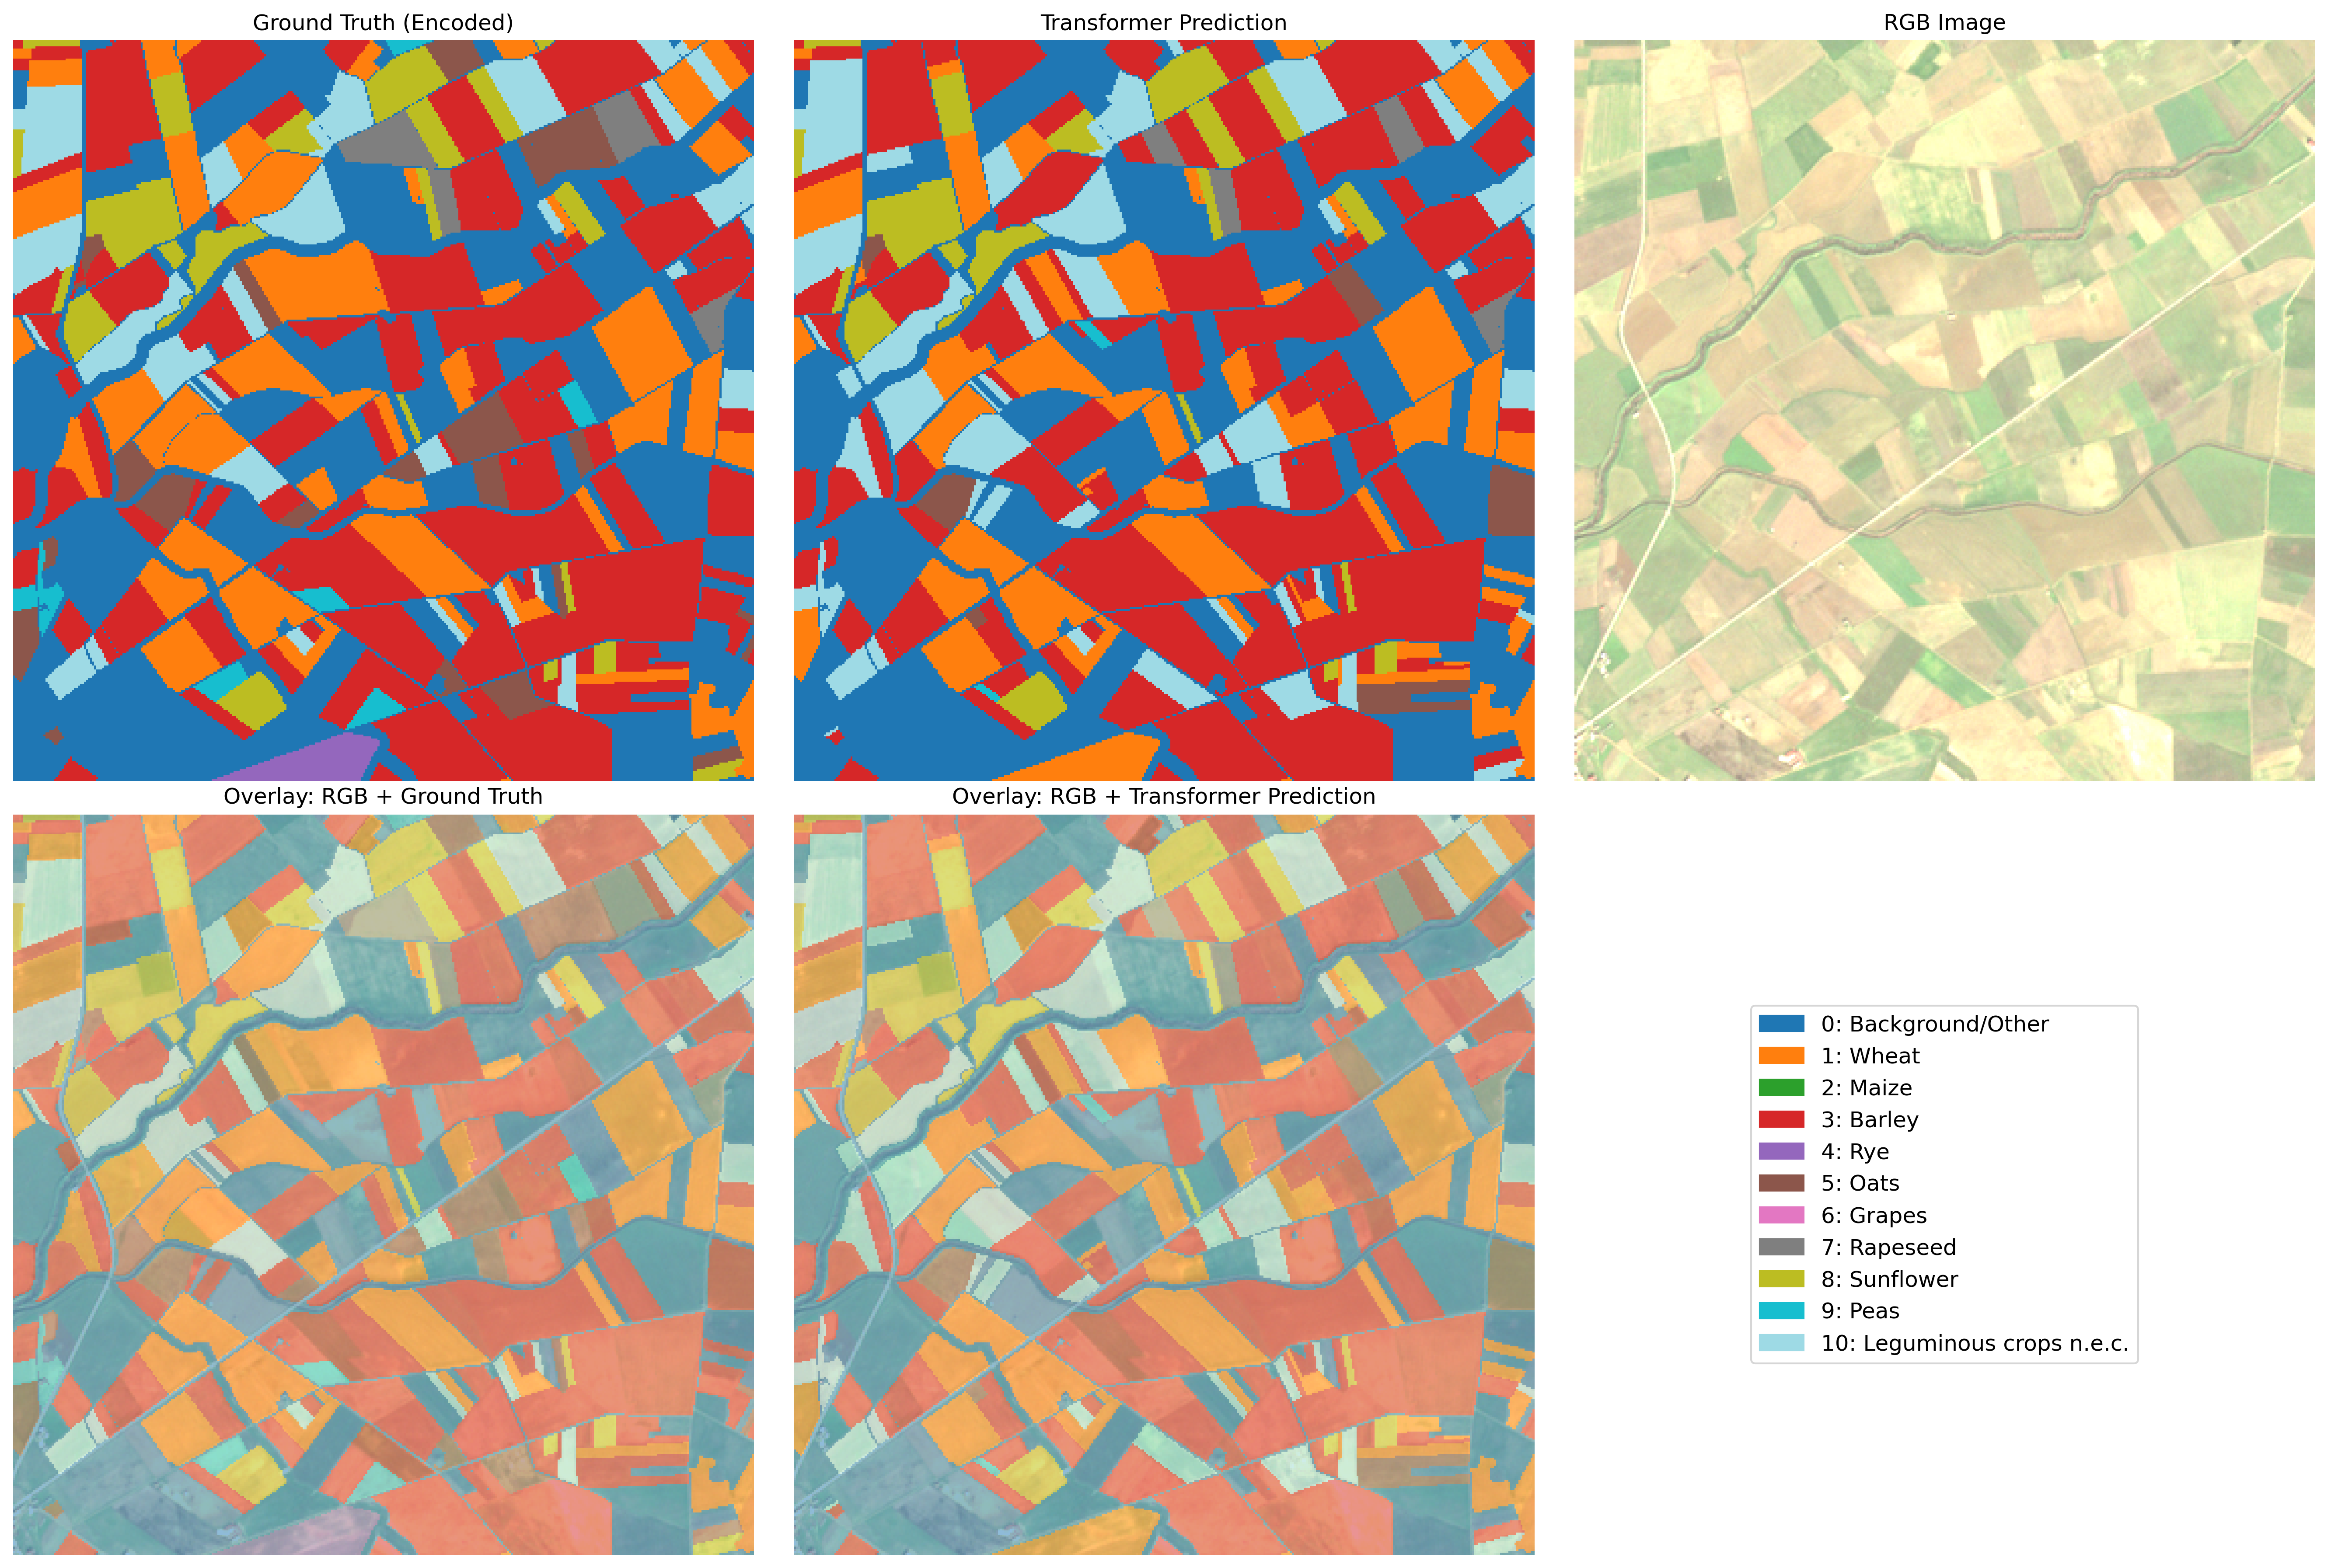 Ground Truth (Encoded)
Transformer Prediction
RGB Image
Overlay: RGB + Ground Truth
Overlay: RGB + Transformer Prediction
0: Background/Other
1: Wheat
2: Maize
3: Barley
4: Rye
5: Oats
6: Grapes
7: Rapeseed
8: Sunflower
9: Peas
10: Leguminous crops n.e.c.